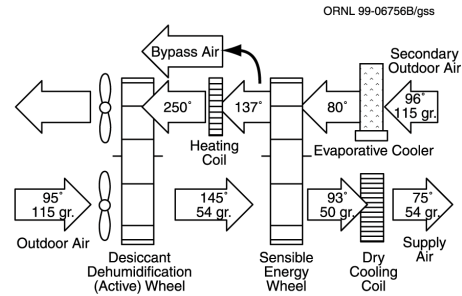 ORNL 99-06756B/gss
Bypass Air
Secondary
Outdoor Air
250°
137°
80°
96°
115 gr.
Heating
Coil
Evaporative Cooler
95°
115 gr.
145°
54 gr.
93°
50 gr.
75°
54 gr.
Outdoor Air
Supply
Air
Desiccant
Dehumidification
(Active) Wheel
Sensible
Energy
Wheel
Dry
Cooling
Coil